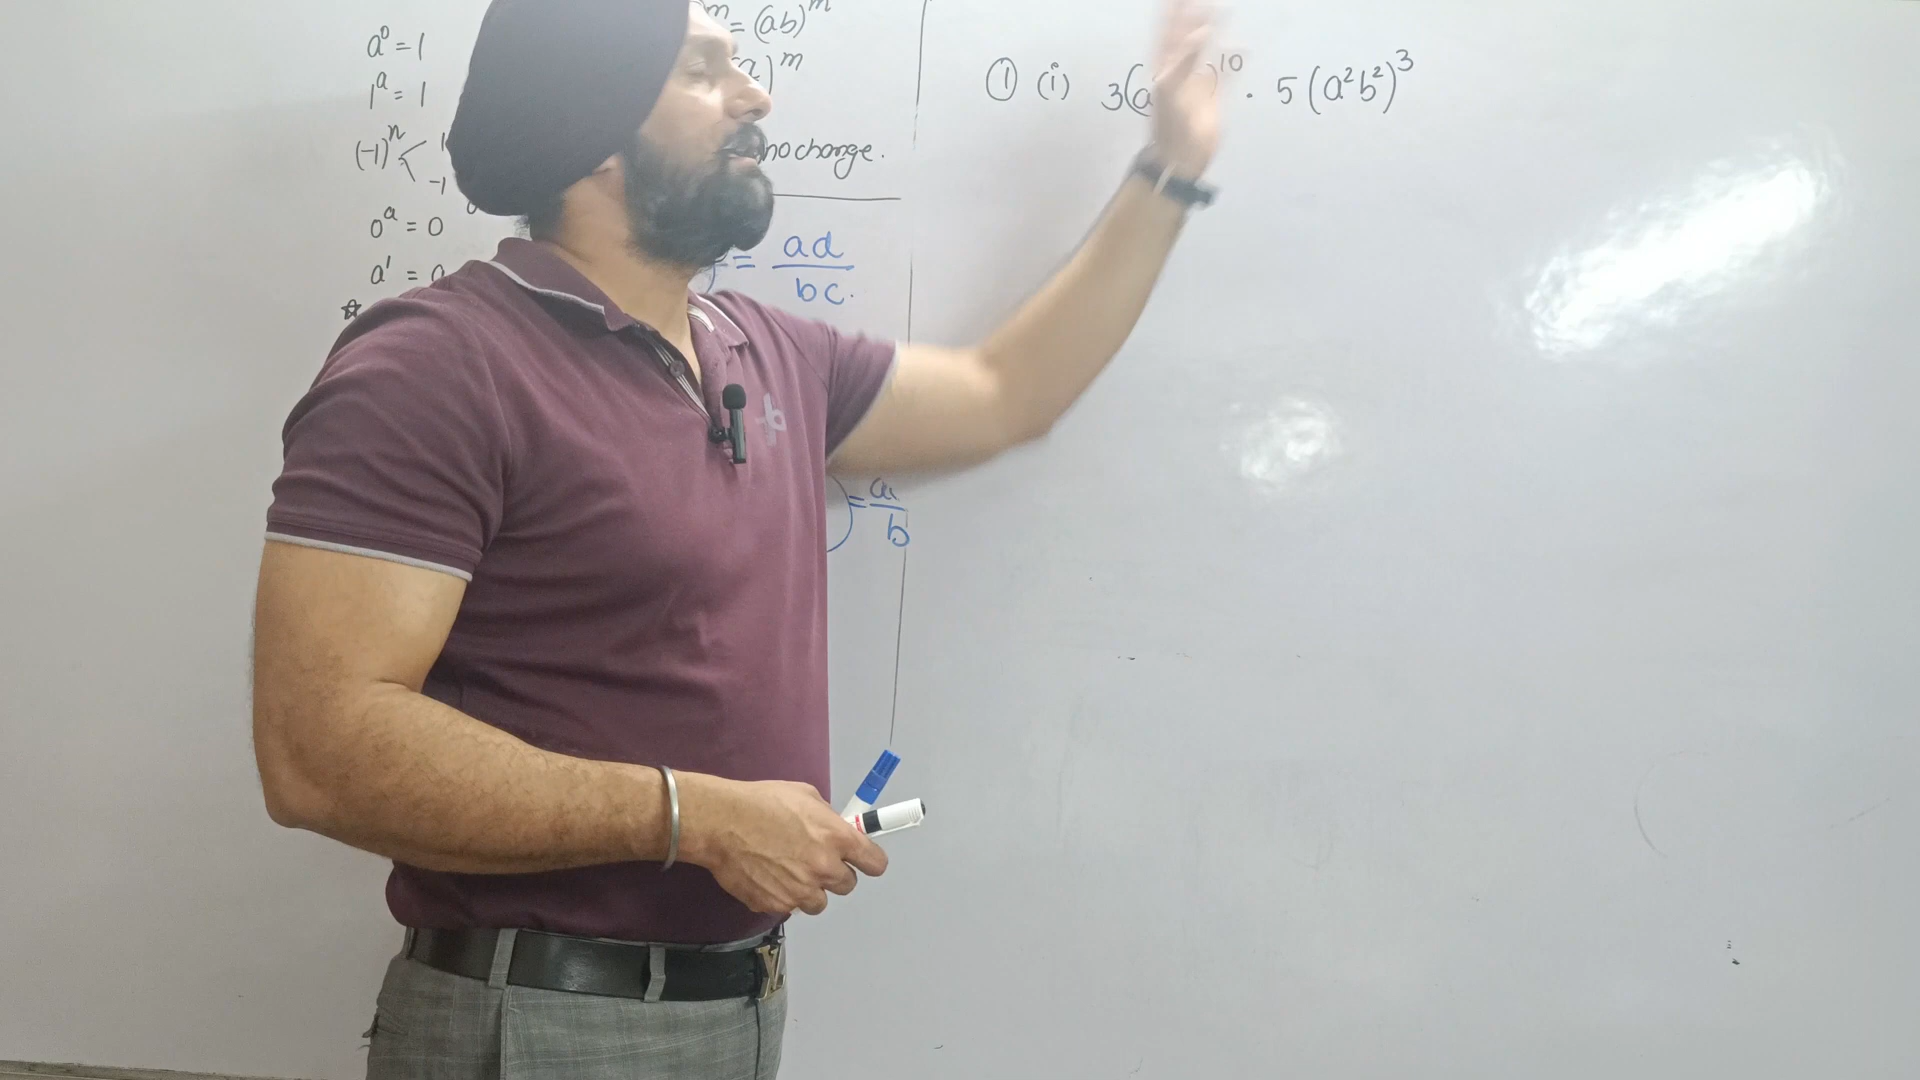 a⁰ = 1
1ᵃ = 1
(-1)ⁿ < 1
-1
0ᵃ = 0
a¹ = a
☆
m = (ab)ᵐ
a)ᵐ
no change.
= ad/bc.
) = a/b
① (i) 3(a )¹⁰ · 5 (a²b²)³